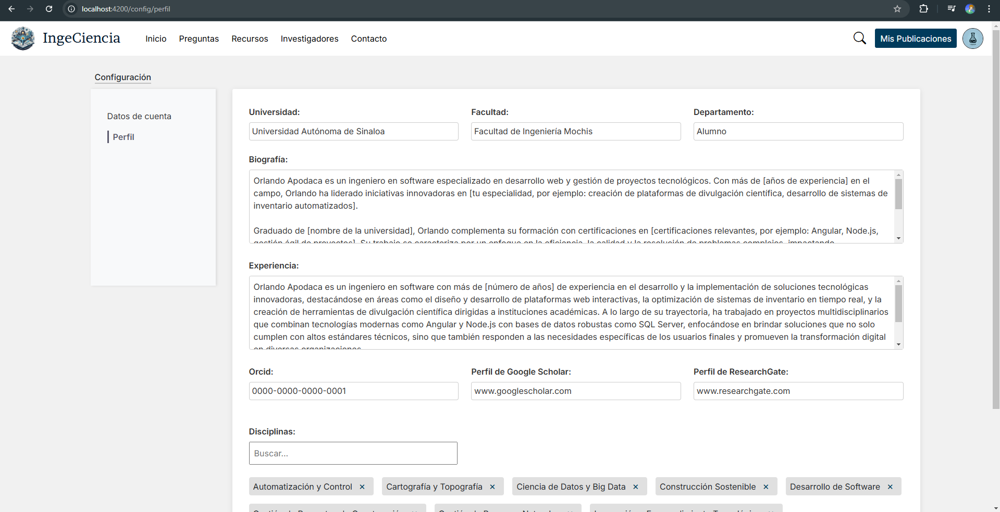 localhost:4200/config/perfil
IngeCiencia
Inicio Preguntas Recursos Investigadores Contacto
Mis Publicaciones
Configuración
Datos de cuenta
Perfil
Universidad: Facultad: Departamento:
Universidad Autónoma de Sinaloa Facultad de Ingeniería Mochis Alumno
Biografía:
Orlando Apodaca es un ingeniero en software especializado en desarrollo web y gestión de proyectos tecnológicos. Con más de [años de experiencia] en el
campo, Orlando ha liderado iniciativas innovadoras en [tu especialidad, por ejemplo: creación de plataformas de divulgación científica, desarrollo de sistemas de
inventario automatizados].
Graduado de [nombre de la universidad], Orlando complementa su formación con certificaciones en [certificaciones relevantes, por ejemplo: Angular, Node.js,
gestión ágil de proyectos]. Su trabajo se caracteriza por un enfoque en la eficiencia, la calidad y la resolución de problemas complejos, impactando
Experiencia:
Orlando Apodaca es un ingeniero en software con más de [número de años] de experiencia en el desarrollo y la implementación de soluciones tecnológicas
innovadoras, destacándose en áreas como el diseño y desarrollo de plataformas web interactivas, la optimización de sistemas de inventario en tiempo real, y la
creación de herramientas de divulgación científica dirigidas a instituciones académicas. A lo largo de su trayectoria, ha trabajado en proyectos multidisciplinarios
que combinan tecnologías modernas como Angular y Node.js con bases de datos robustas como SQL Server, enfocándose en brindar soluciones que no solo
cumplen con altos estándares técnicos, sino que también responden a las necesidades específicas de los usuarios finales y promueven la transformación digital
en diversas organizaciones.
Orcid: Perfil de Google Scholar: Perfil de ResearchGate:
0000-0000-0000-0001 www.googlescholar.com www.researchgate.com
Disciplinas:
Buscar...
Automatización y Control × Cartografía y Topografía × Ciencia de Datos y Big Data × Construcción Sostenible × Desarrollo de Software ×